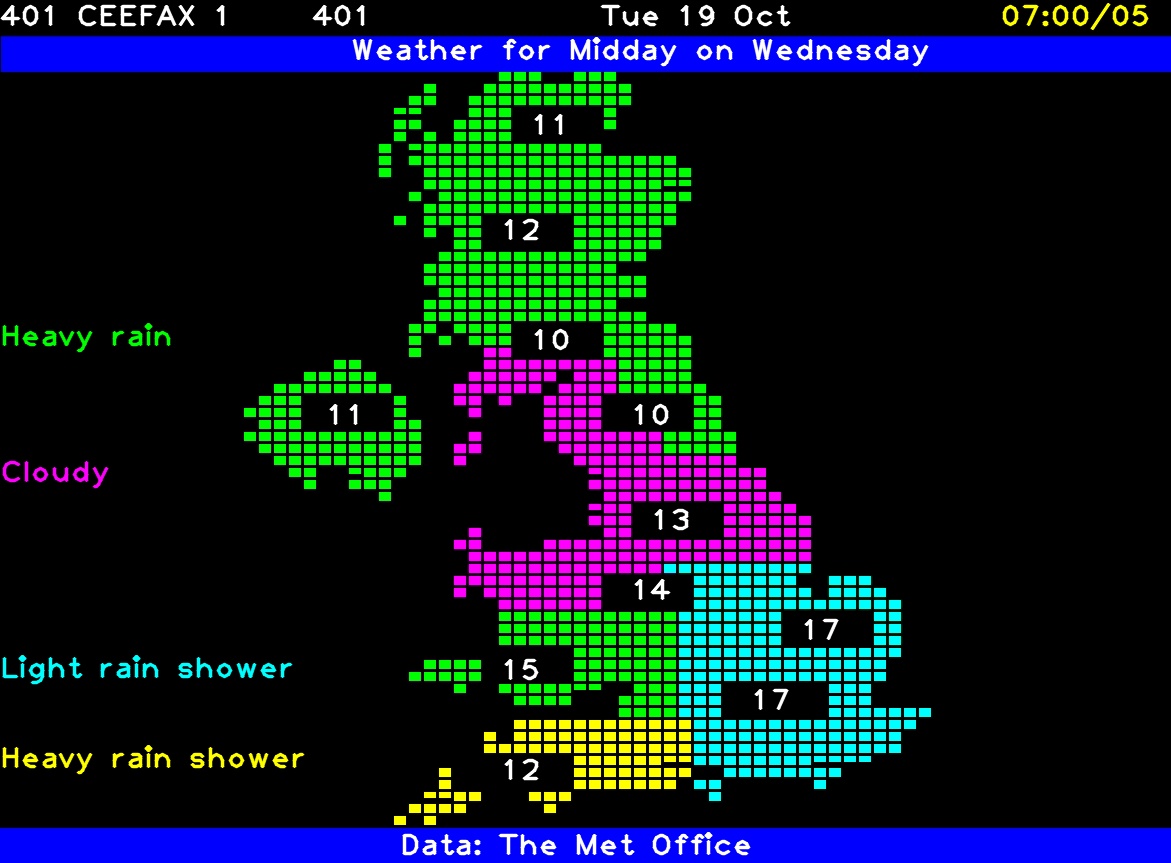 401 CEEFAX 1 401 Tue 19 Oct 07:00/05
Weather for Midday on Wednesday
11
12
Heavy rain 10
11 10
Cloudy
13
14
17
Light rain shower 15
17
Heavy rain shower
12
Data: The Met Office